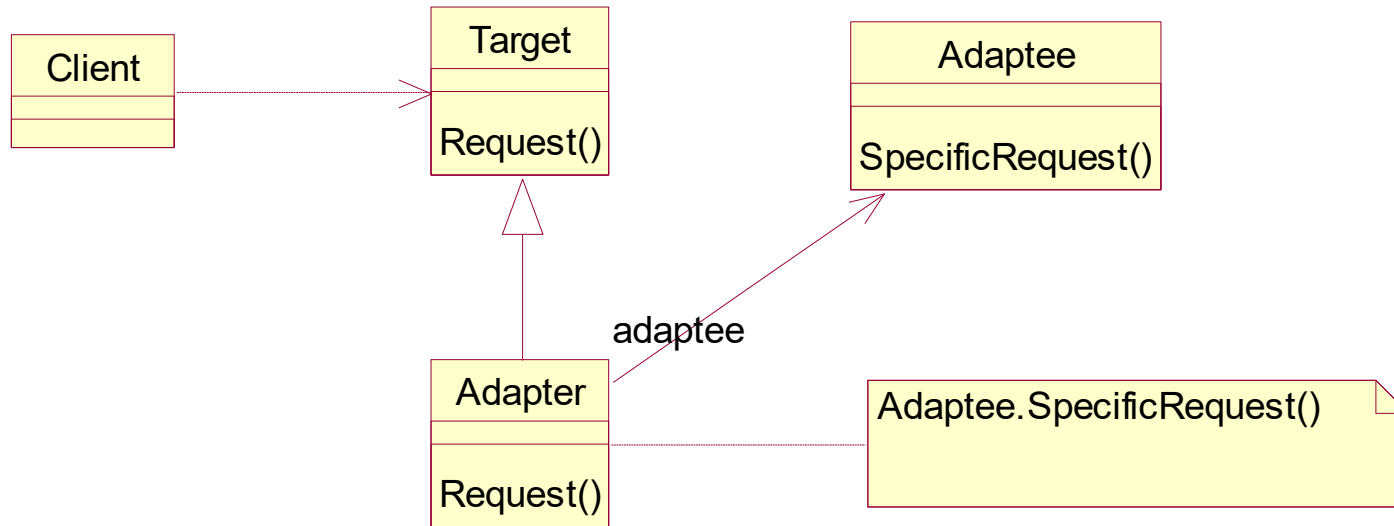 Client
Target
Request()
Adaptee
SpecificRequest()
adaptee
Adapter
Request()
Adaptee.SpecificRequest()